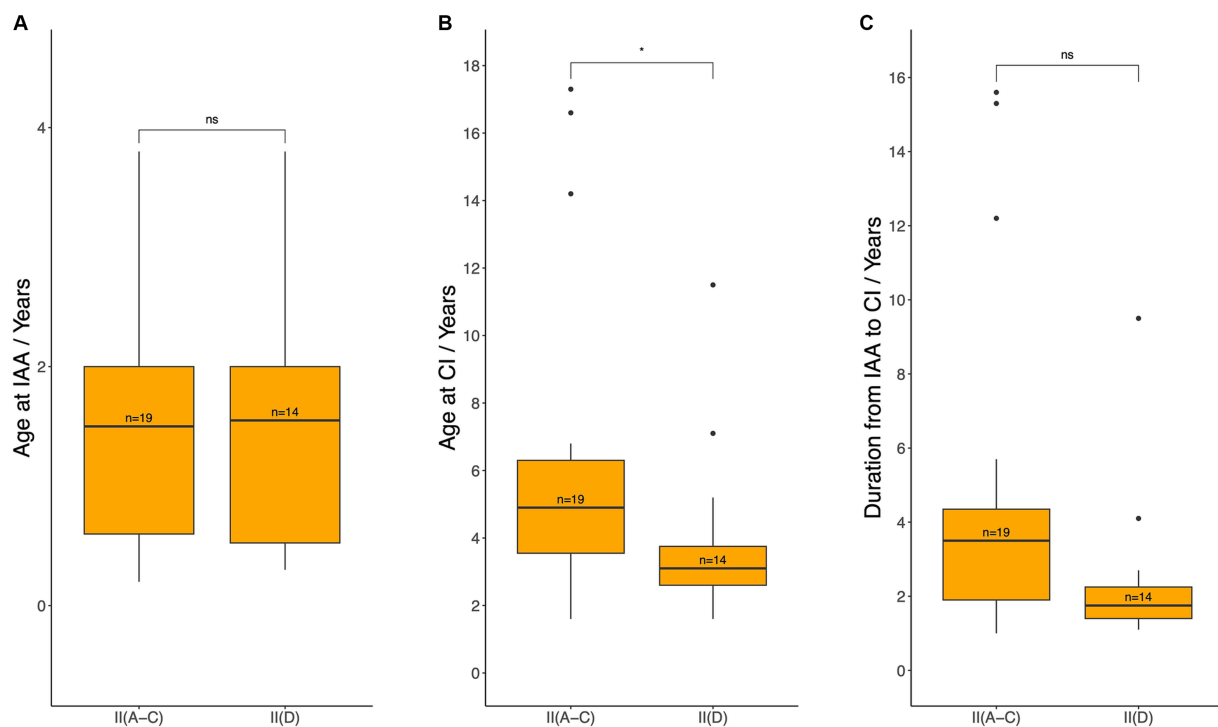 A
Age at IAA / Years
4
2
0
ns
n=19
n=14
II(A–C)
II(D)
B
Age at CI / Years
18
16
14
12
10
8
6
4
2
0
*
n=19
n=14
II(A–C)
II(D)
C
Duration from IAA to CI / Years
16
14
12
10
8
6
4
2
0
ns
n=19
n=14
II(A–C)
II(D)